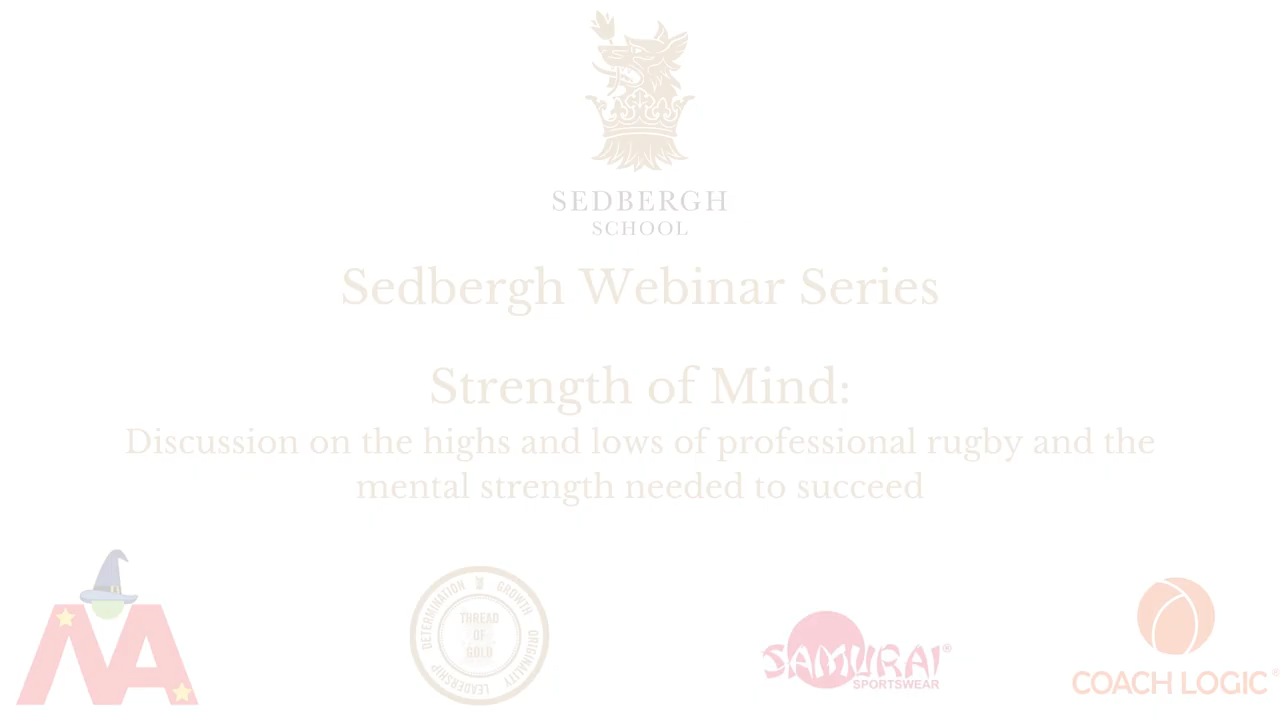 SEDBERGH
SCHOOL
Sedbergh Webinar Series
Strength of Mind:
Discussion on the highs and lows of professional rugby and the
mental strength needed to succeed
DETERMINATION
GROWTH
ORIGINALITY
LEADERSHIP
THREAD
OF
GOLD
SAMURAI®
SPORTSWEAR
COACH LOGIC®